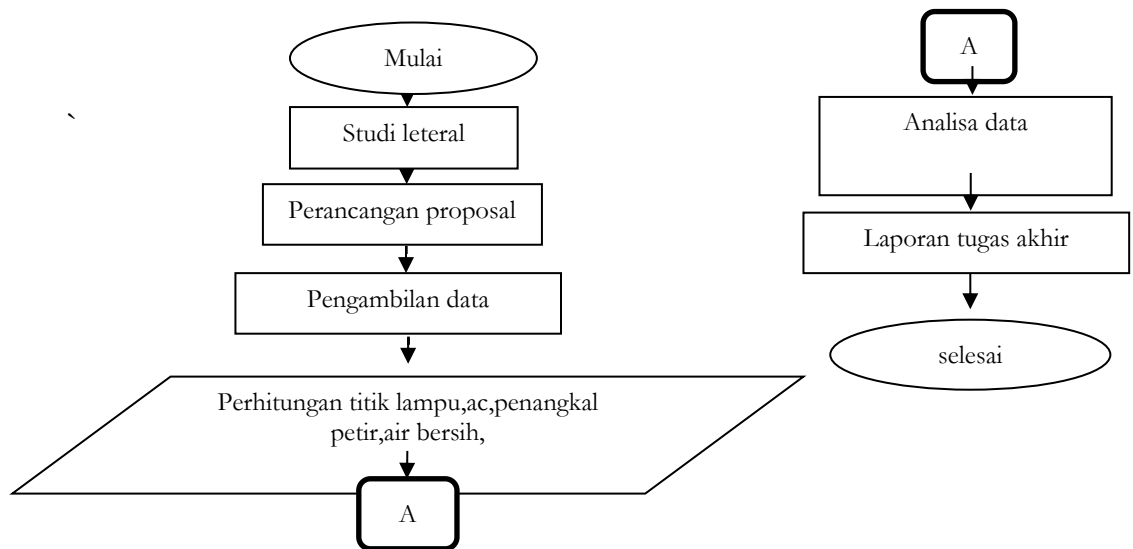 Mulai
Studi leteral
Perancangan proposal
Pengambilan data
Perhitungan titik lampu,ac,penangkal
petir,air bersih,
A
A
Analisa data
Laporan tugas akhir
selesai
`